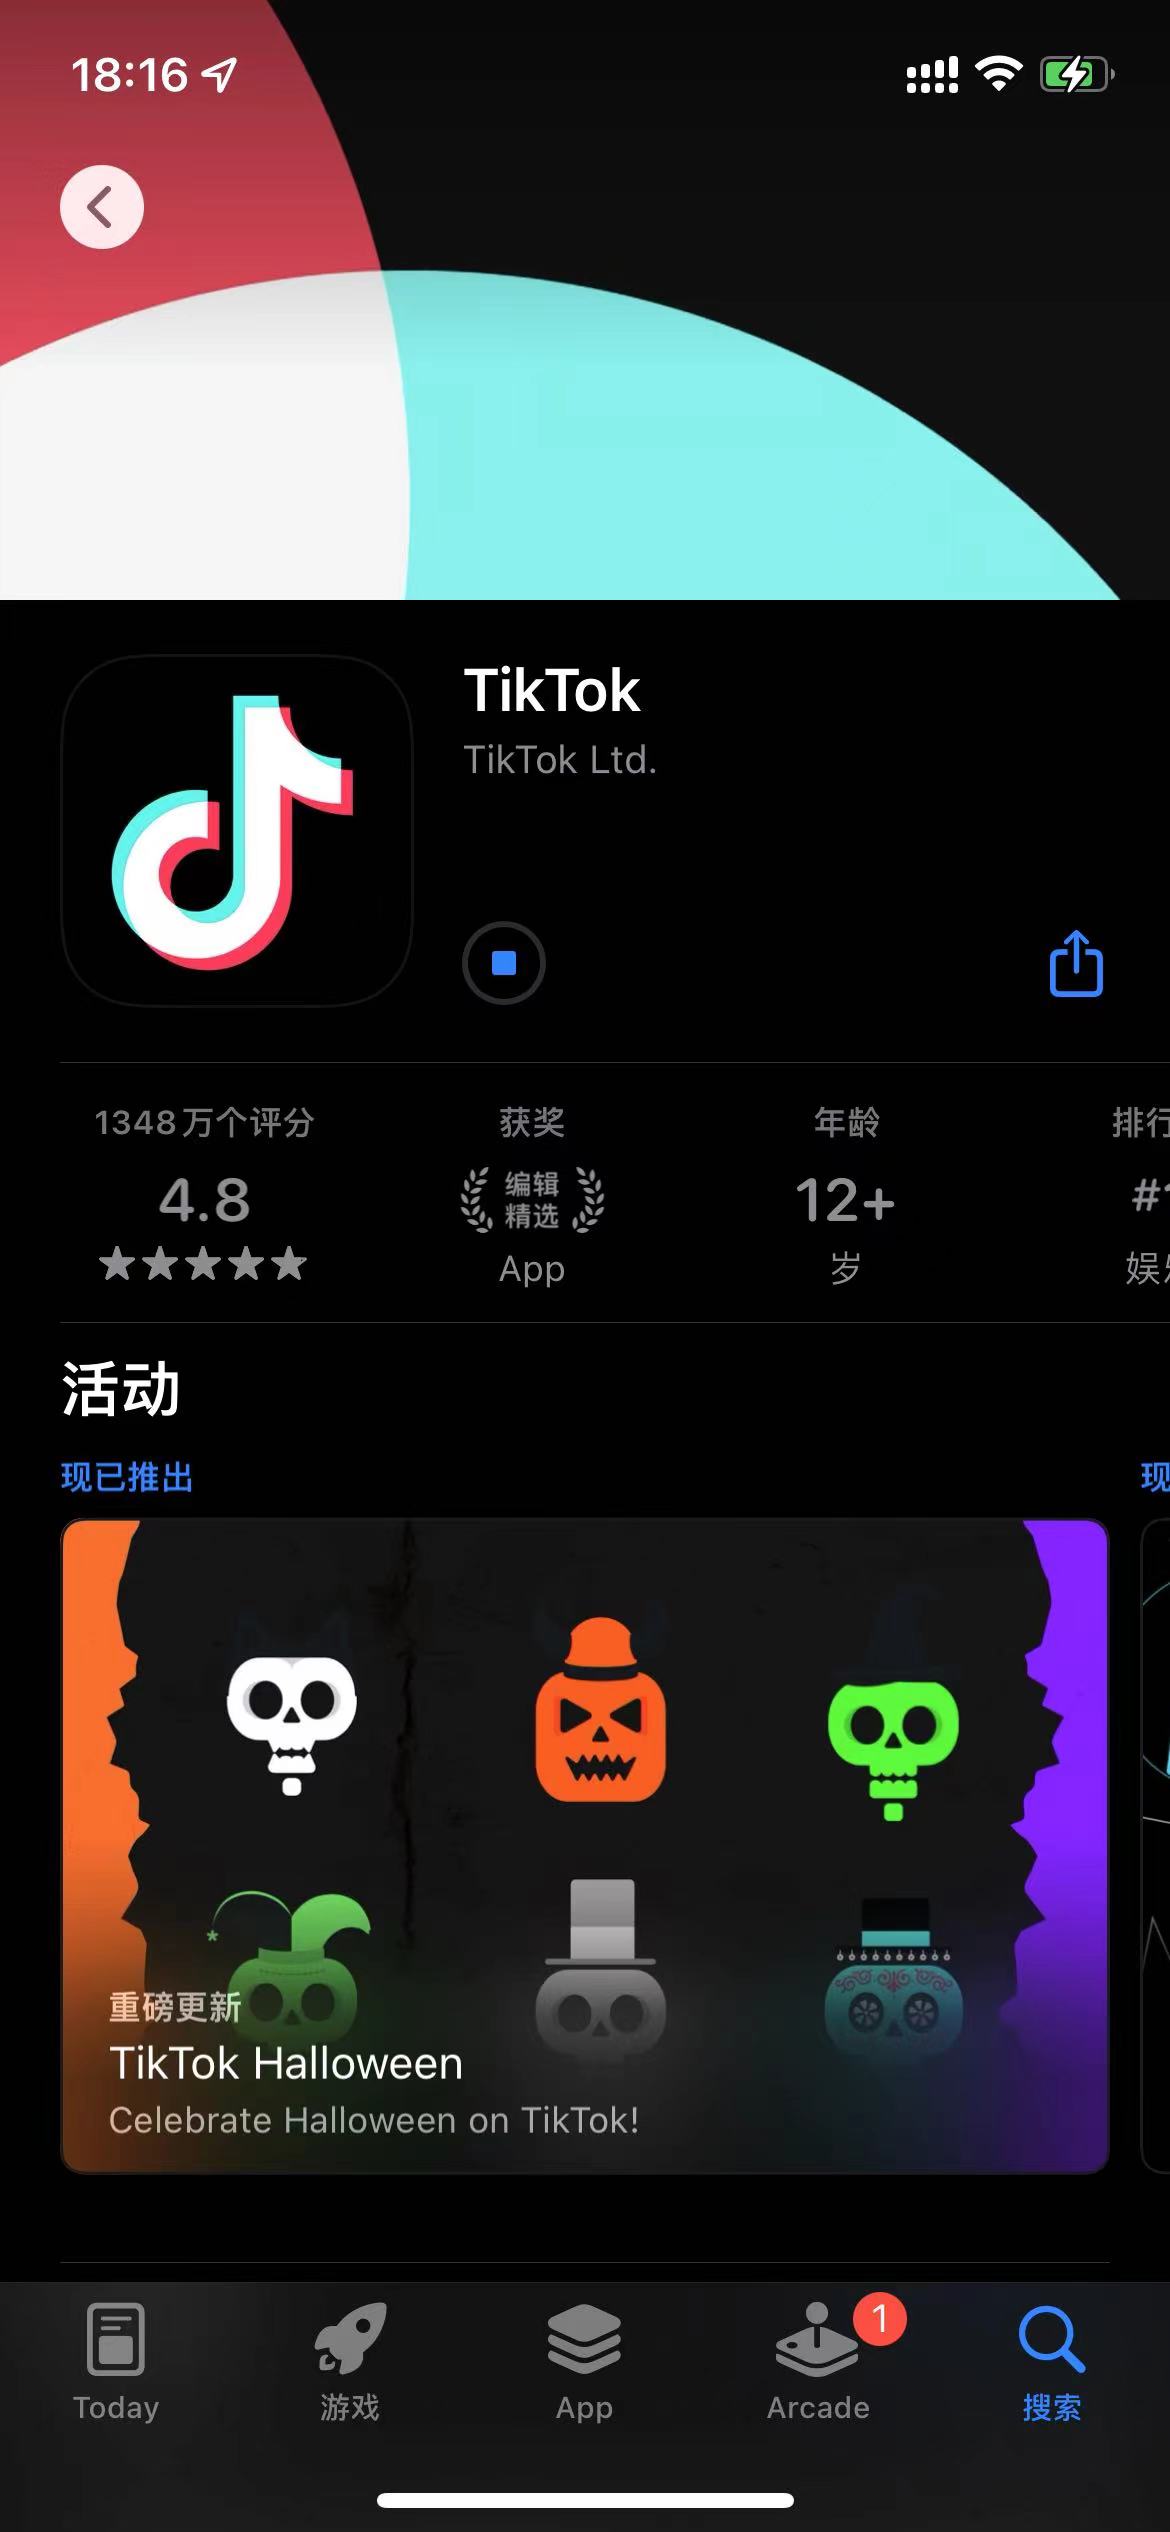 18:16
TikTok
TikTok Ltd.
1348万个评分
获奖
年龄
排行
4.8
编辑
精选
12+
#1
App
岁
娱乐
活动
现已推出
现
重磅更新
TikTok Halloween
Celebrate Halloween on TikTok!
1
Today
游戏
App
Arcade
搜索